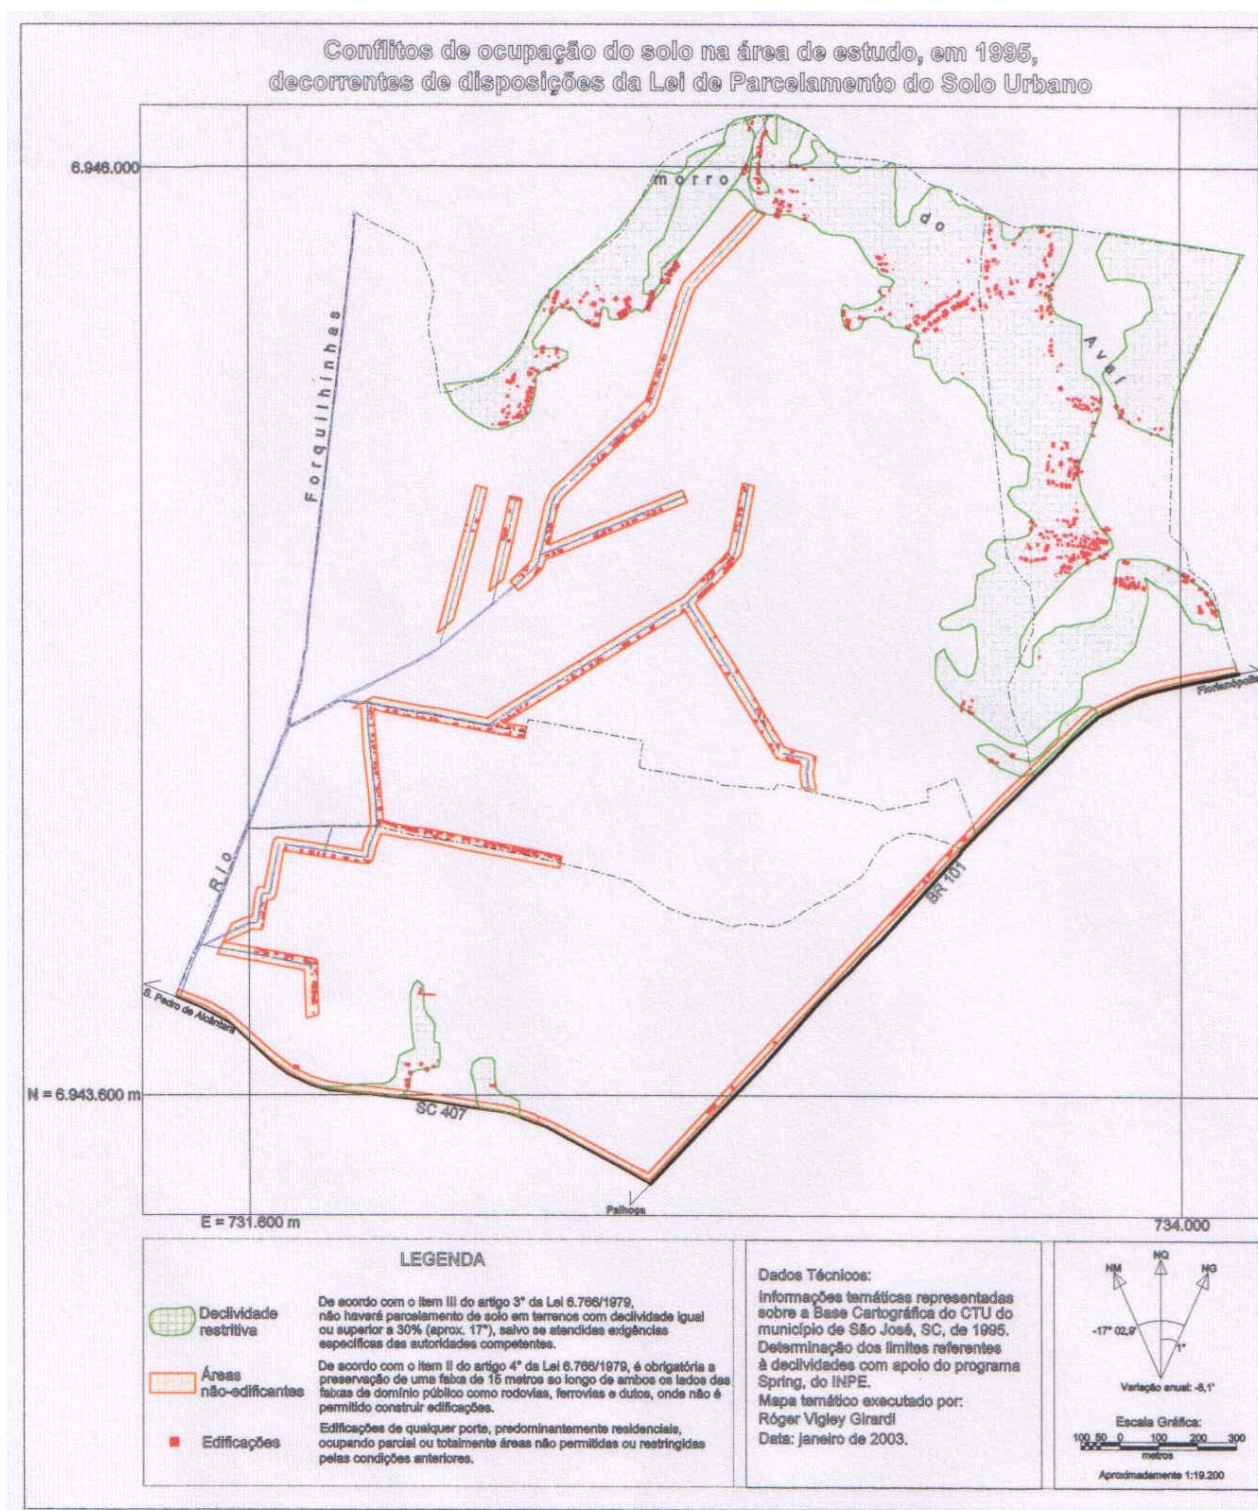 Conflitos de ocupação do solo na área de estudo, em 1995,
decorrentes de disposições da Lei de Parcelamento do Solo Urbano
6.946.000
morro
do
Avaí
Forquilhinhas
Rio
Florianópolis
BR 101
S. Pedro de Alcântara
N = 6.943.600 m
SC 407
Palhoça
E = 731.600 m
734.000
LEGENDA
Declividade
restritiva
De acordo com o item III do artigo 3° da Lei 6.766/1979,
não haverá parcelamento de solo em terrenos com declividade igual
ou superior a 30% (aprox. 17°), salvo se atendidas exigências
específicas das autoridades competentes.
Áreas
não-edificantes
De acordo com o item II do artigo 4° da Lei 6.766/1979, é obrigatória a
preservação de uma faixa de 15 metros ao longo de ambos os lados das
faixas de domínio público como rodovias, ferrovias e dutos, onde não é
permitido construir edificações.
Edificações
Edificações de qualquer porte, predominantemente residenciais,
ocupando parcial ou totalmente áreas não permitidas ou restringidas
pelas condições anteriores.
Dados Técnicos:
Informações temáticas representadas
sobre a Base Cartográfica do CTU do
município de São José, SC, de 1995.
Determinação dos limites referentes
à declividades com apoio do programa
Spring, do INPE.
Mapa temático executado por:
Róger Vigley Girardi
Data: janeiro de 2003.
NM
NQ
NG
-17° 02,9'
1°
Variação anual: -8,1'
Escala Gráfica:
100 50 0 100 200 300
metros
Aproximadamente 1:19.200